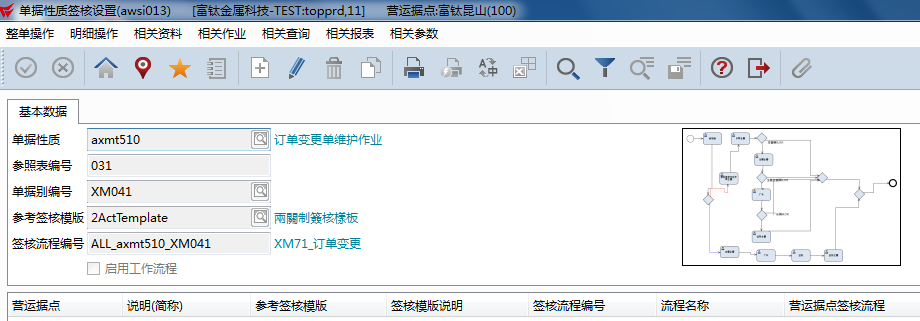 单据性质签核设置(awsi013) [富钛金属科技-TEST:topprd,11] 营运据点:富钛昆山(100)
整单操作 明细操作 相关资料 相关作业 相关查询 相关报表 相关参数
基本数据
单据性质 axmt510 订单变更单维护作业
参照表编号 031
单据别编号 XM041
参考签核模版 2ActTemplate 兩關制簽核樣板
签核流程编号 ALL_axmt510_XM041 XM71_订单变更
启用工作流程
营运据点 说明(简称) 参考签核模版 签核模版说明 签核流程编号 流程名称 营运据点签核流程